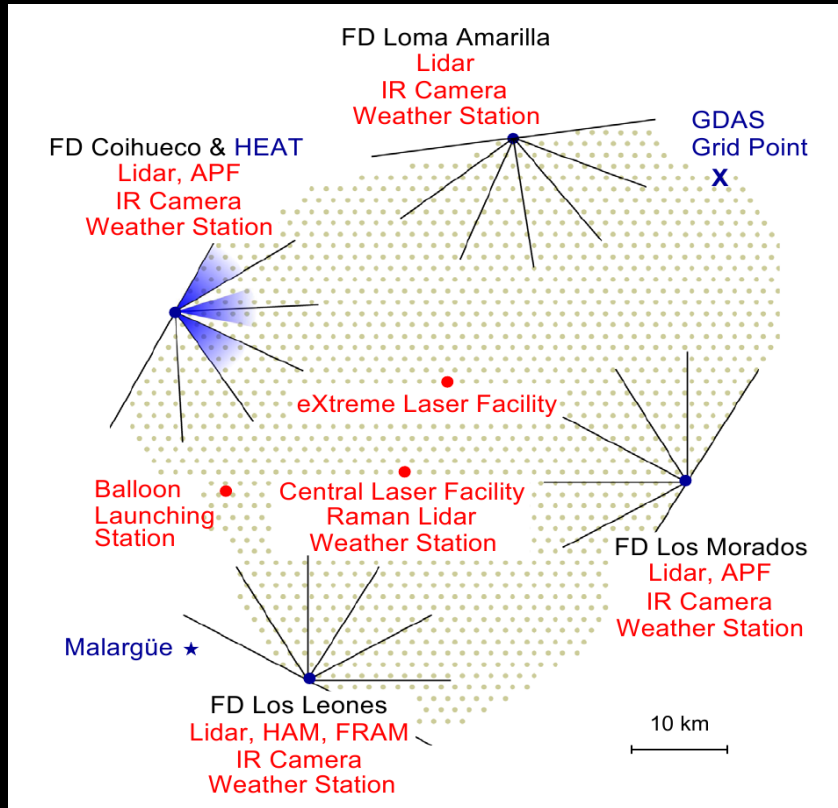 FD Loma Amarilla
Lidar
IR Camera
Weather Station
GDAS
Grid Point
X
FD Coihueco & HEAT
Lidar, APF
IR Camera
Weather Station
eXtreme Laser Facility
Balloon
Launching
Station
Central Laser Facility
Raman Lidar
Weather Station
FD Los Morados
Lidar, APF
IR Camera
Weather Station
Malargüe
FD Los Leones
Lidar, HAM, FRAM
IR Camera
Weather Station
10 km